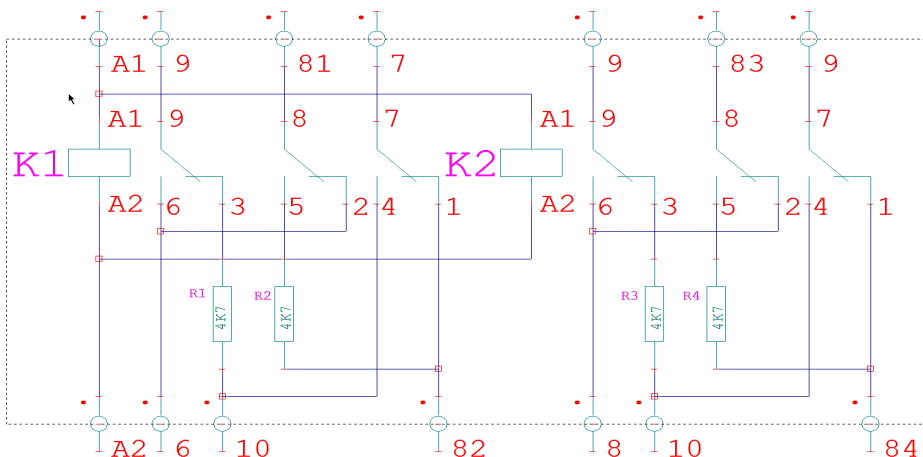 A1 9 81 7 9 83 9
A1 9 8 7 A1 9 8 7
K1 K2
A2 6 3 5 2 4 1 A2 6 3 5 2 4 1
R1 R2 R3 R4
4K7 4K7 4K7 4K7
A2 6 10 82 8 10 84